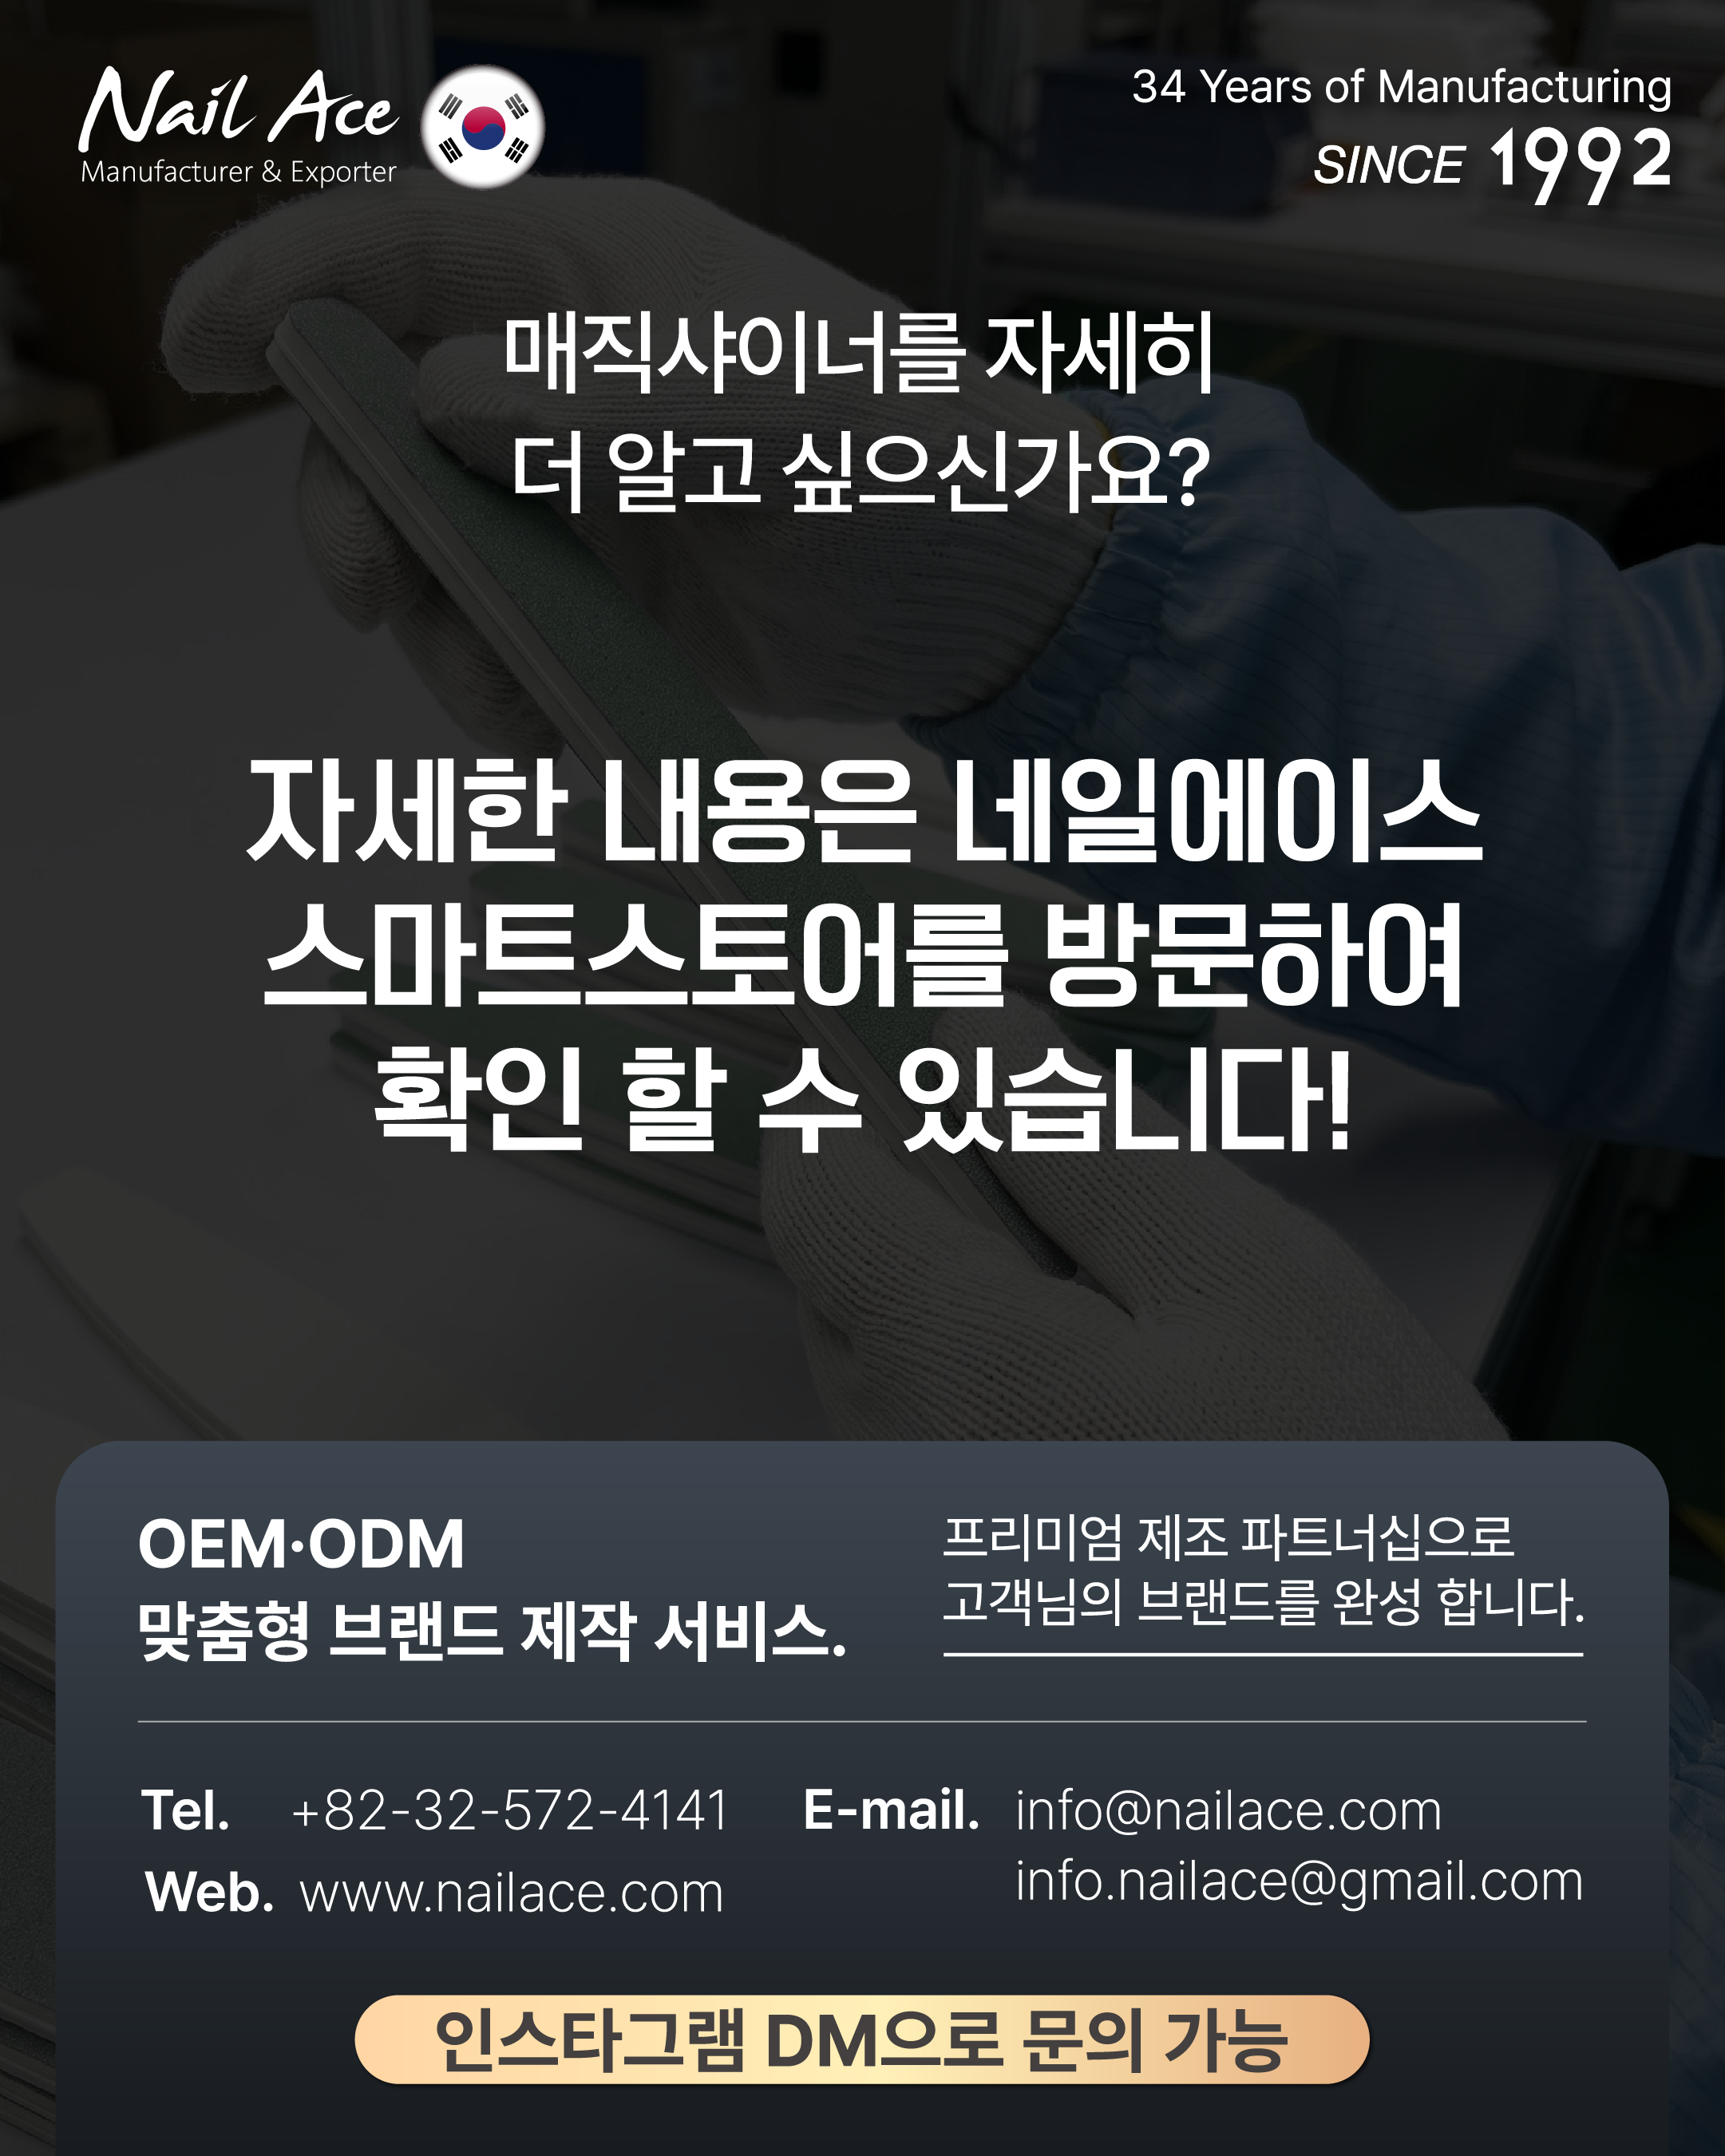 Nail Ace
Manufacturer & Exporter
34 Years of Manufacturing
SINCE 1992
매직샤이너를 자세히
더 알고 싶으신가요?
자세한 내용은 네일에이스
스마트스토어를 방문하여
확인 할 수 있습니다!
OEM·ODM
맞춤형 브랜드 제작 서비스.
프리미엄 제조 파트너십으로
고객님의 브랜드를 완성 합니다.
Tel. +82-32-572-4141
Web. www.nailace.com
E-mail. info@nailace.com
info.nailace@gmail.com
인스타그램 DM으로 문의 가능